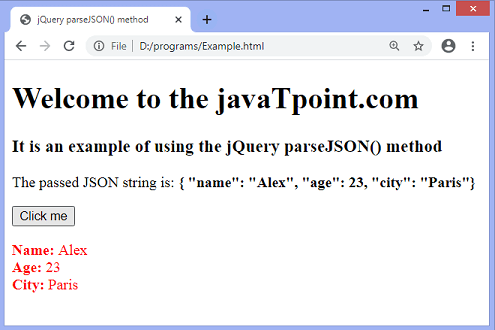 jQuery parseJSON() method
File | D:/programs/Example.html
Welcome to the javaTpoint.com
It is an example of using the jQuery parseJSON() method
The passed JSON string is: { "name": "Alex", "age": 23, "city": "Paris"}
Click me
Name: Alex
Age: 23
City: Paris